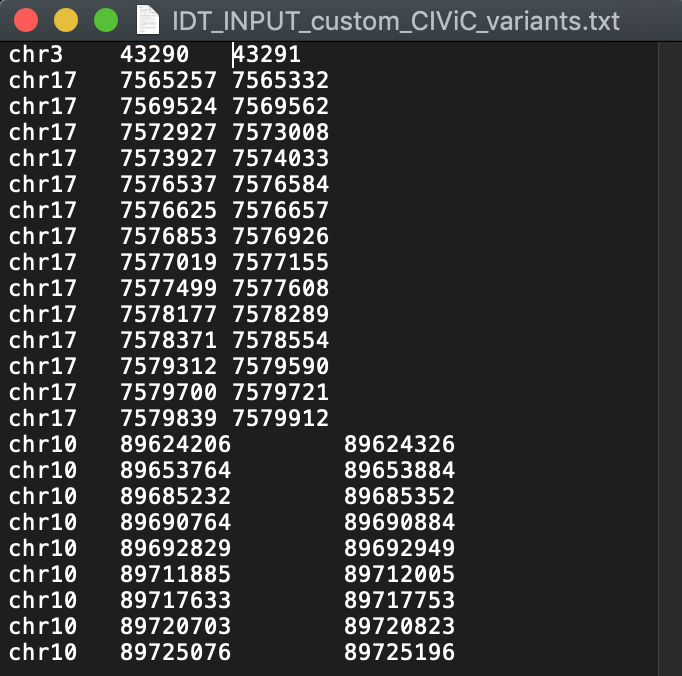 IDT_INPUT_custom_CIViC_variants.txt
chr3 43290 43291
chr17 7565257 7565332
chr17 7569524 7569562
chr17 7572927 7573008
chr17 7573927 7574033
chr17 7576537 7576584
chr17 7576625 7576657
chr17 7576853 7576926
chr17 7577019 7577155
chr17 7577499 7577608
chr17 7578177 7578289
chr17 7578371 7578554
chr17 7579312 7579590
chr17 7579700 7579721
chr17 7579839 7579912
chr10 89624206 89624326
chr10 89653764 89653884
chr10 89685232 89685352
chr10 89690764 89690884
chr10 89692829 89692949
chr10 89711885 89712005
chr10 89717633 89717753
chr10 89720703 89720823
chr10 89725076 89725196